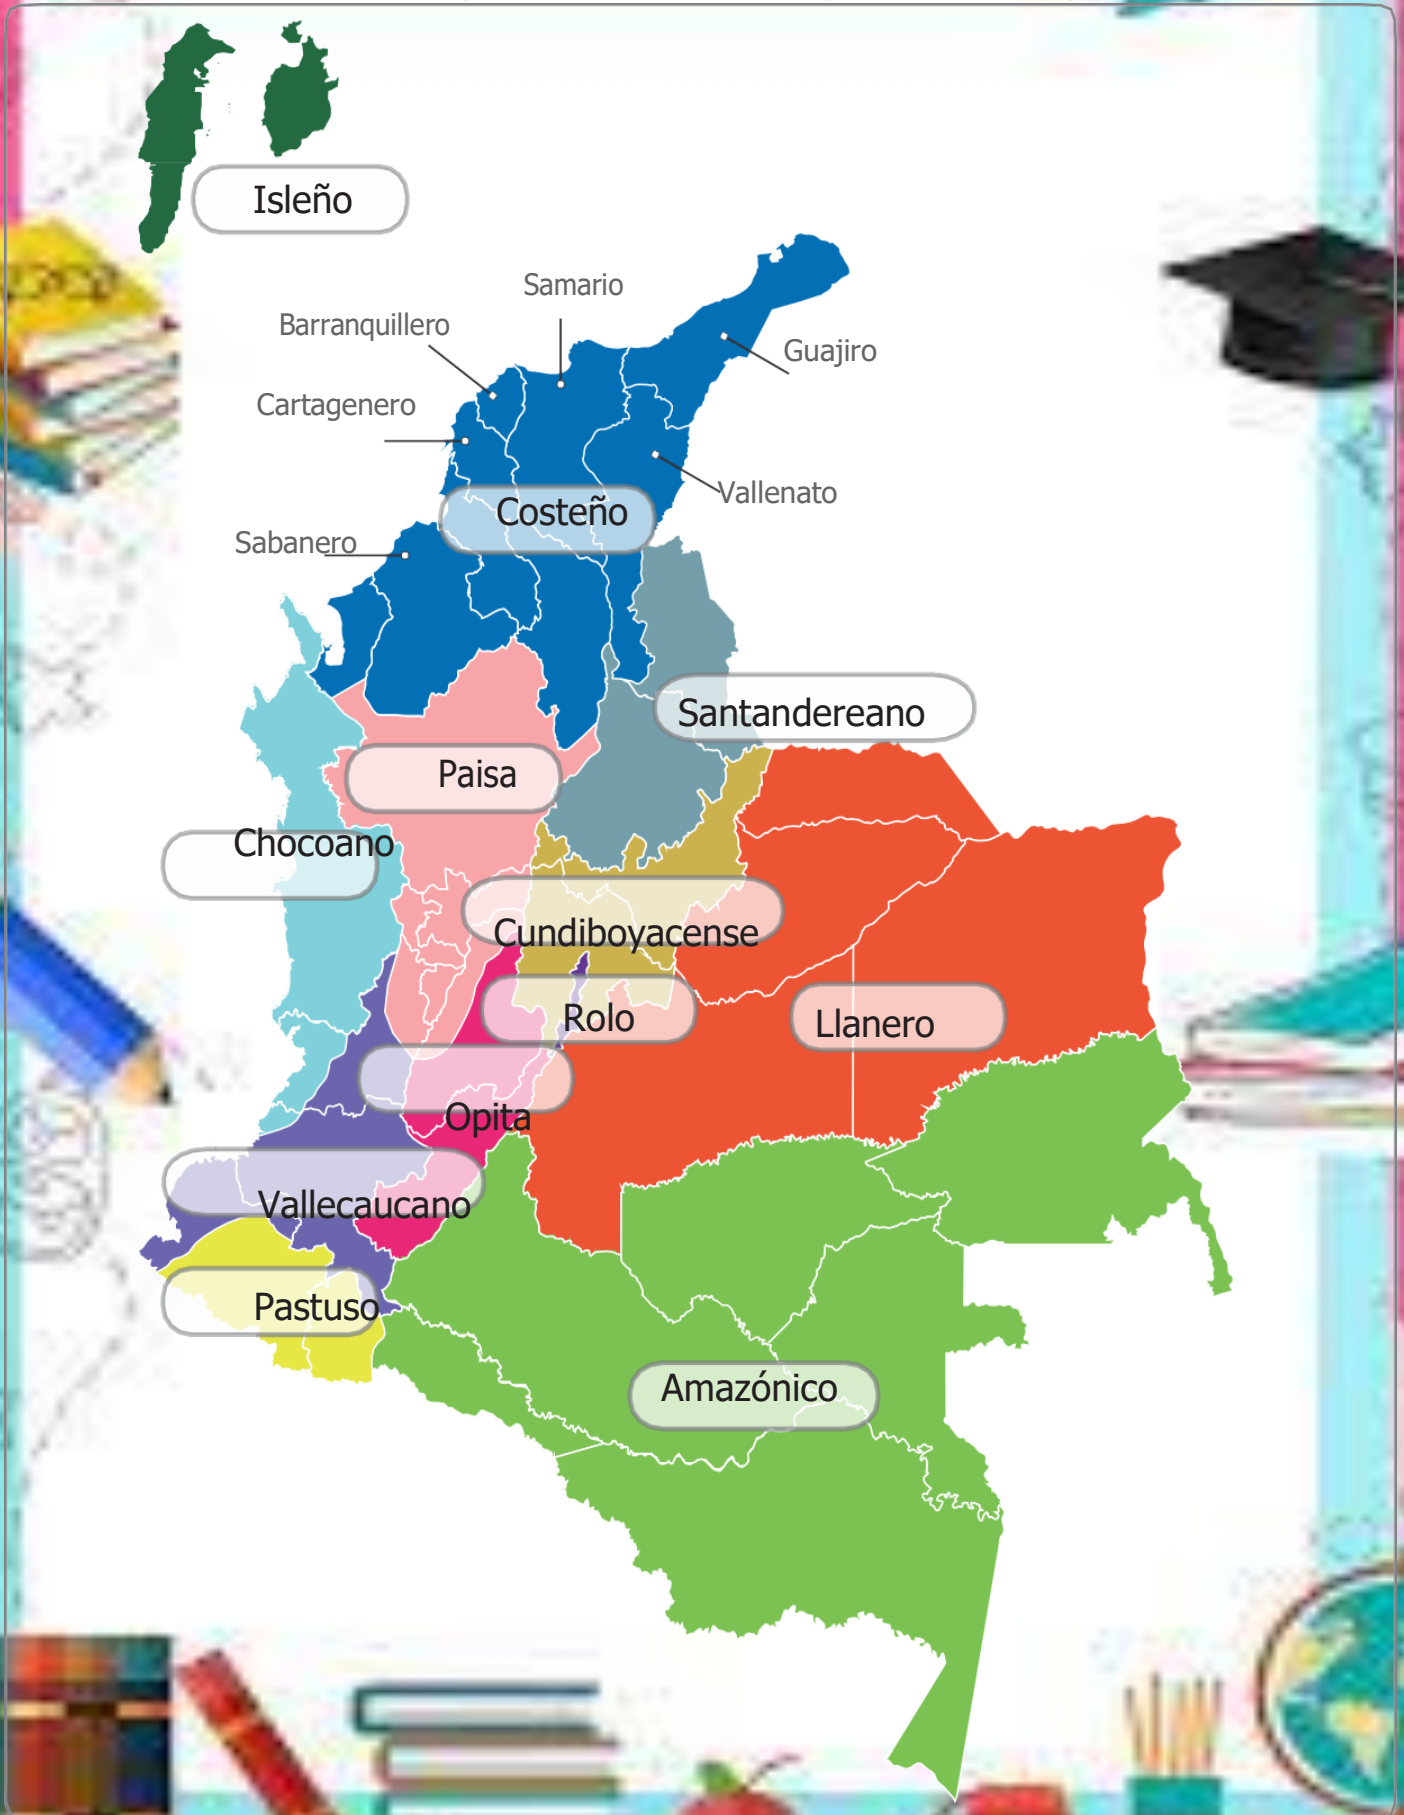 Isleño
Samario
Barranquillero
Guajiro
Cartagenero
Vallenato
Costeño
Sabanero
Santandereano
Paisa
Chocoano
Cundiboyacense
Rolo
Llanero
Opita
Vallecaucano
Pastuso
Amazónico